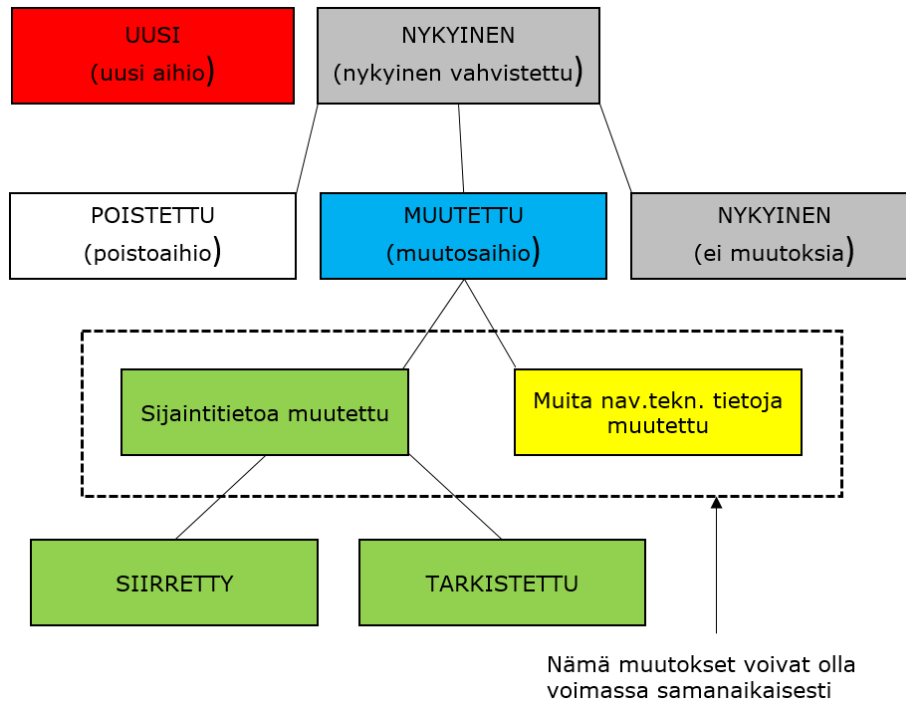 UUSI
(uusi aihio)
NYKYINEN
(nykyinen vahvistettu)
POISTETTU
(poistoaihio)
MUUTETTU
(muutosaihio)
NYKYINEN
(ei muutoksia)
Sijaintitietoa muutettu
Muita nav.tekn. tietoja
muutettu
SIIRRETTY
TARKISTETTU
Nämä muutokset voivat olla
voimassa samanaikaisesti